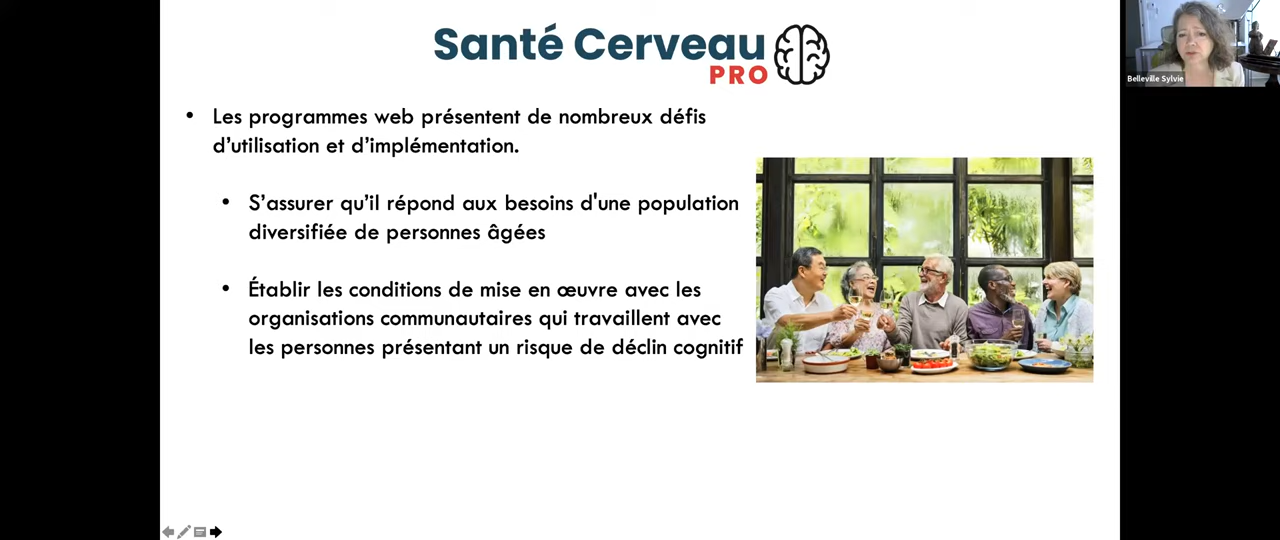 Santé Cerveau
PRO
Belleville Sylvie
• Les programmes web présentent de nombreux défis
d’utilisation et d’implémentation.
• S’assurer qu’il répond aux besoins d'une population
diversifiée de personnes âgées
• Établir les conditions de mise en œuvre avec les
organisations communautaires qui travaillent avec
les personnes présentant un risque de déclin cognitif